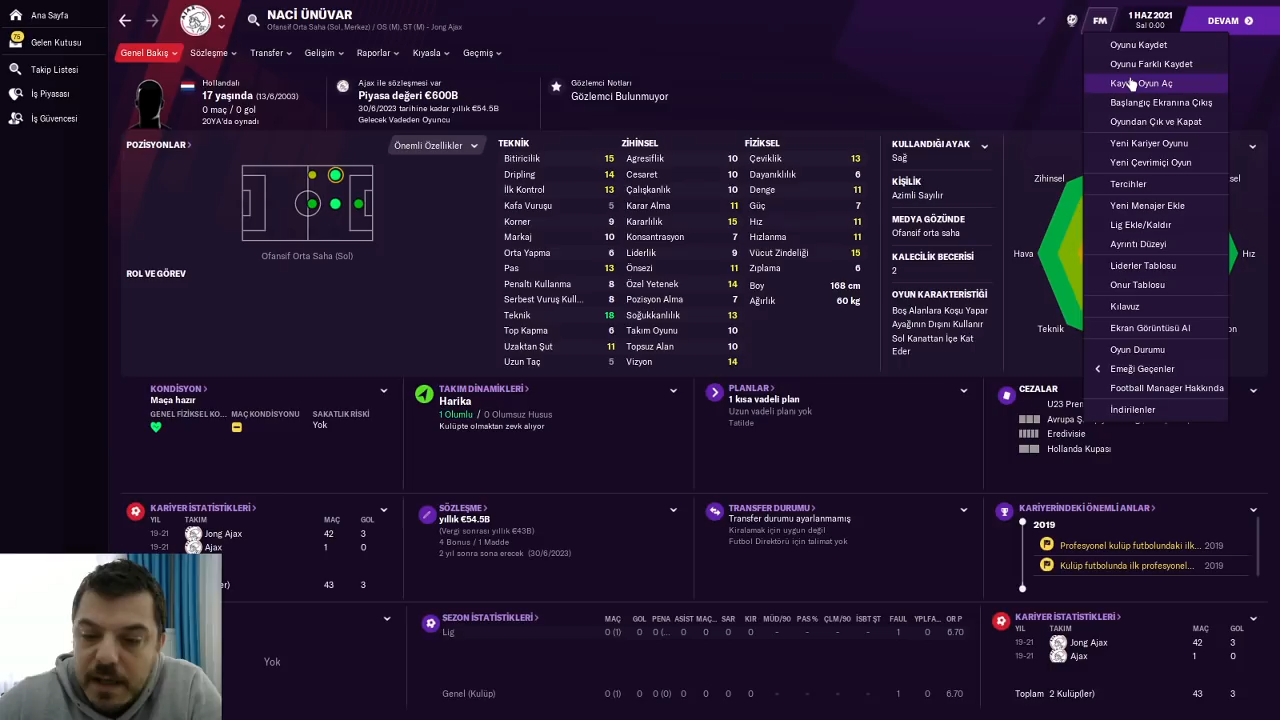 Ana Sayfa
75
Gelen Kutusu
Takip Listesi
İş Piyasası
İş Güvencesi
NACİ ÜNÜVAR
Ofansif Orta Saha (Sol, Merkez) / OS (M), ST (M) - Jong Ajax
FM
1 HAZ 2021
Sal 0:00
DEVAM
Genel Bakış
Sözleşme
Transfer
Gelişim
Raporlar
Kıyasla
Geçmiş
Hollandalı
17 yaşında (13/6/2003)
0 maç / 0 gol
20YA'da oynadı
Ajax ile sözleşmesi var
Piyasa değeri €600B
30/6/2023 tarihine kadar yıllık €54.5B
Gelecek Vadeden Oyuncu
Gözlemci Notları
Gözlemci Bulunmuyor
POZİSYONLAR
Ofansif Orta Saha (Sol)
ROL VE GÖREV
Önemli Özellikler
TEKNİK
Bitiricilik 15
Dripling 14
İlk Kontrol 13
Kafa Vuruşu 5
Korner 9
Markaj 10
Orta Yapma 6
Pas 13
Penaltı Kullanma 8
Serbest Vuruş Kull... 8
Teknik 18
Top Kapma 6
Uzaktan Şut 11
Uzun Taç 5
ZİHİNSEL
Agresiflik 10
Cesaret 10
Çalışkanlık 10
Karar Alma 11
Kararlılık 15
Konsantrasyon 7
Liderlik 9
Önsezi 11
Özel Yetenek 14
Pozisyon Alma 7
Soğukkanlılık 13
Takım Oyunu 10
Topsuz Alan 10
Vizyon 14
FİZİKSEL
Çeviklik 13
Dayanıklılık 6
Denge 11
Güç 7
Hız 11
Hızlanma 11
Vücut Zindeliği 15
Zıplama 6
Boy 168 cm
Ağırlık 60 kg
KULLANDIĞI AYAK
Sağ
KİŞİLİK
Azimli Sayılır
MEDYA GÖZÜNDE
Ofansif orta saha
KALECİLİK BECERİSİ
2
OYUN KARAKTERİSTİĞİ
Boş Alanlara Koşu Yapar
Ayağının Dışını Kullanır
Sol Kanattan İçe Kat
Eder
Zihinsel
Hava
Hız
Teknik
Oyunu Kaydet
Oyunu Farklı Kaydet
Oyun Aç
Başlangıç Ekranına Çıkış
Oyundan Çık ve Kapat
Yeni Kariyer Oyunu
Yeni Çevrimiçi Oyun
Tercihler
Yeni Menajer Ekle
Lig Ekle/Kaldır
Ayrıntı Düzeyi
Liderler Tablosu
Onur Tablosu
Kılavuz
Ekran Görüntüsü Al
Oyun Durumu
Emeği Geçenler
Football Manager Hakkında
İndirilenler
KONDİSYON
Maça hazır
GENEL FİZİKSEL KO...
MAÇ KONDİSYONU
SAKATLIK RİSKİ
Yok
TAKIM DİNAMİKLERİ
Harika
1 Olumlu / 0 Olumsuz Husus
Kulüpte olmaktan zevk alıyor
PLANLAR
1 kısa vadeli plan
Uzun vadeli planı yok
Tatilde
CEZALAR
Eredivisie
Hollanda Kupası
KARİYER İSTATİSTİKLERİ
YIL TAKIM MAÇ GOL
19-21 Jong Ajax 42 3
19-21 Ajax 1 0
43 3
SÖZLEŞME
yıllık €54.5B
(Vergi sonrası yıllık €43B)
4 Bonus / 1 Madde
2 yıl sonra sona erecek (30/6/2023)
TRANSFER DURUMU
Transfer durumu ayarlanmamış
Kiralamak için uygun değil
Futbol Direktörü için talimat yok
KARİYERİNDEKİ ÖNEMLİ ANLAR
2019
Profesyonel kulüp futbolundaki ilk... 2019
Kulüp futbolunda ilk profesyonel... 2019
Yok
SEZON İSTATİSTİKLERİ
MAÇ GOL PENA ASİST MAÇ... SAR KIR MÜD/90 PAS % ÇLM/90 İSBT ŞT FAUL YPLFA... OR P
Lig 0 (1) 0 0 (... 0 0 0 0 - - - - 1 0 6.70
Genel (Kulüp) 0 (1) 0 0 (0) 0 0 0 0 - - - - 1 0 6.70
KARİYER İSTATİSTİKLERİ
YIL TAKIM MAÇ GOL
19-21 Jong Ajax 42 3
19-21 Ajax 1 0
Toplam 2 Kulüp(ler) 43 3